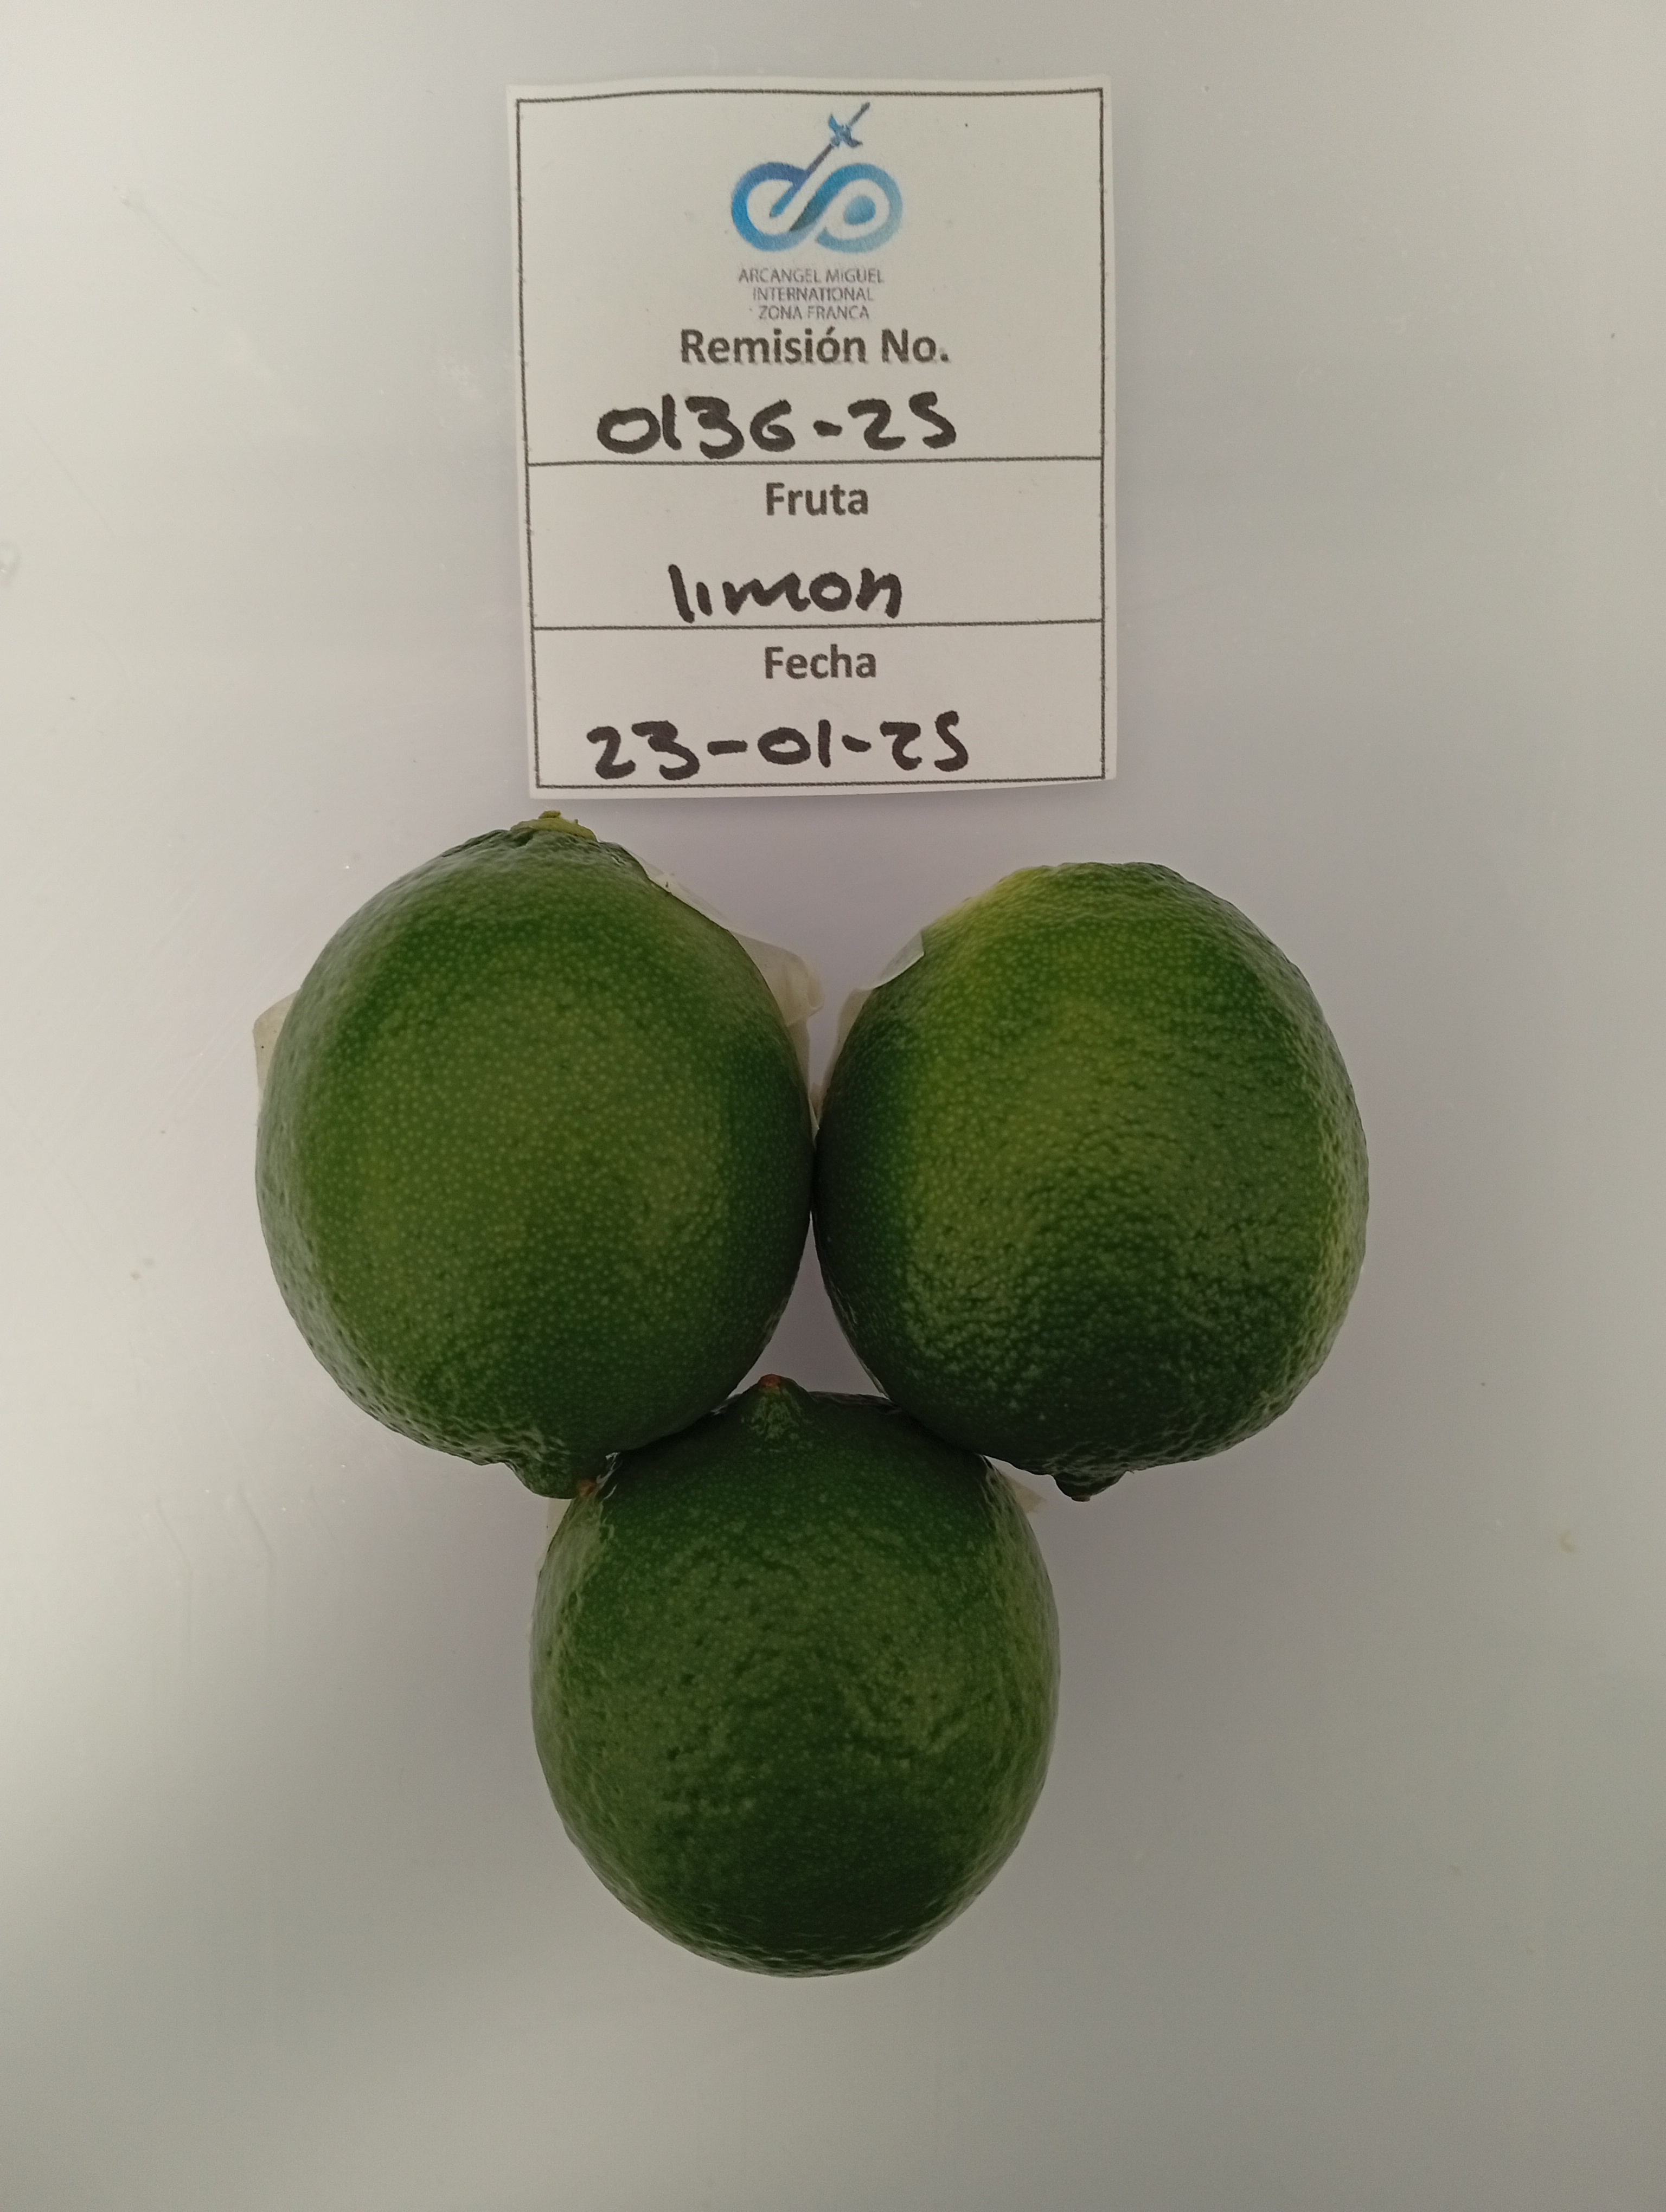 ARCANGEL MIGUEL
INTERNATIONAL
ZONA FRANCA
Remisión No.
0136-25
Fruta
limon
Fecha
23-01-25